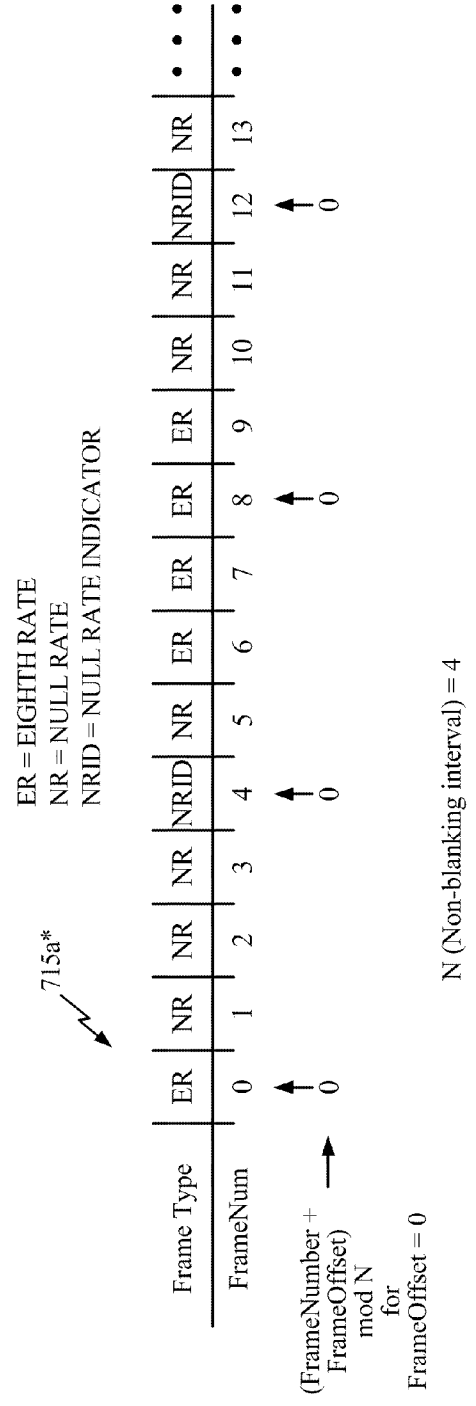 ER = EIGHTH RATE
NR = NULL RATE
NRID = NULL RATE INDICATOR
715a*
Frame Type ER NR NR NR NRID NR ER ER ER ER NR NR NRID NR
FrameNum 0 1 2 3 4 5 6 7 8 9 10 11 12 13
(FrameNumber + 
FrameOffset)
mod N
for
FrameOffset = 0
0 0 0 0
N (Non-blanking interval) = 4